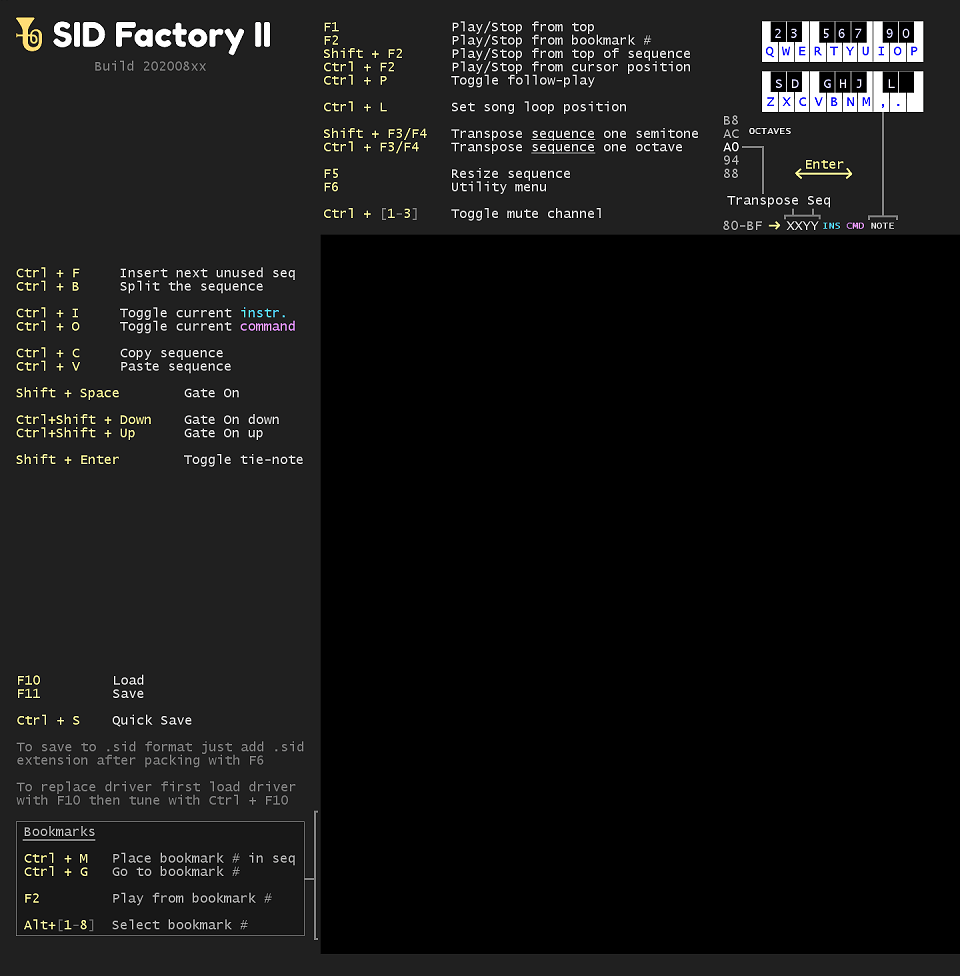 SID Factory II
Build 202008xx
F1 Play/Stop from top
F2 Play/Stop from bookmark #
Shift + F2 Play/Stop from top of sequence
Ctrl + F2 Play/Stop from cursor position
Ctrl + P Toggle follow-play
Ctrl + L Set song loop position
Shift + F3/F4 Transpose sequence one semitone
Ctrl + F3/F4 Transpose sequence one octave
F5 Resize sequence
F6 Utility menu
Ctrl + [1-3] Toggle mute channel
2 3 5 6 7 9 0
Q W E R T Y U I O P
S D G H J L
Z X C V B N M , .
B8
AC OCTAVES
A0
94
88
Enter
Transpose Seq
80-BF → XXYY INS CMD NOTE
Ctrl + F Insert next unused seq
Ctrl + B Split the sequence
Ctrl + I Toggle current instr.
Ctrl + O Toggle current command
Ctrl + C Copy sequence
Ctrl + V Paste sequence
Shift + Space Gate On
Ctrl+Shift + Down Gate On down
Ctrl+Shift + Up Gate On up
Shift + Enter Toggle tie-note
F10 Load
F11 Save
Ctrl + S Quick Save
To save to .sid format just add .sid
extension after packing with F6
To replace driver first load driver
with F10 then tune with Ctrl + F10
Bookmarks
Ctrl + M Place bookmark # in seq
Ctrl + G Go to bookmark #
F2 Play from bookmark #
Alt+[1-8] Select bookmark #